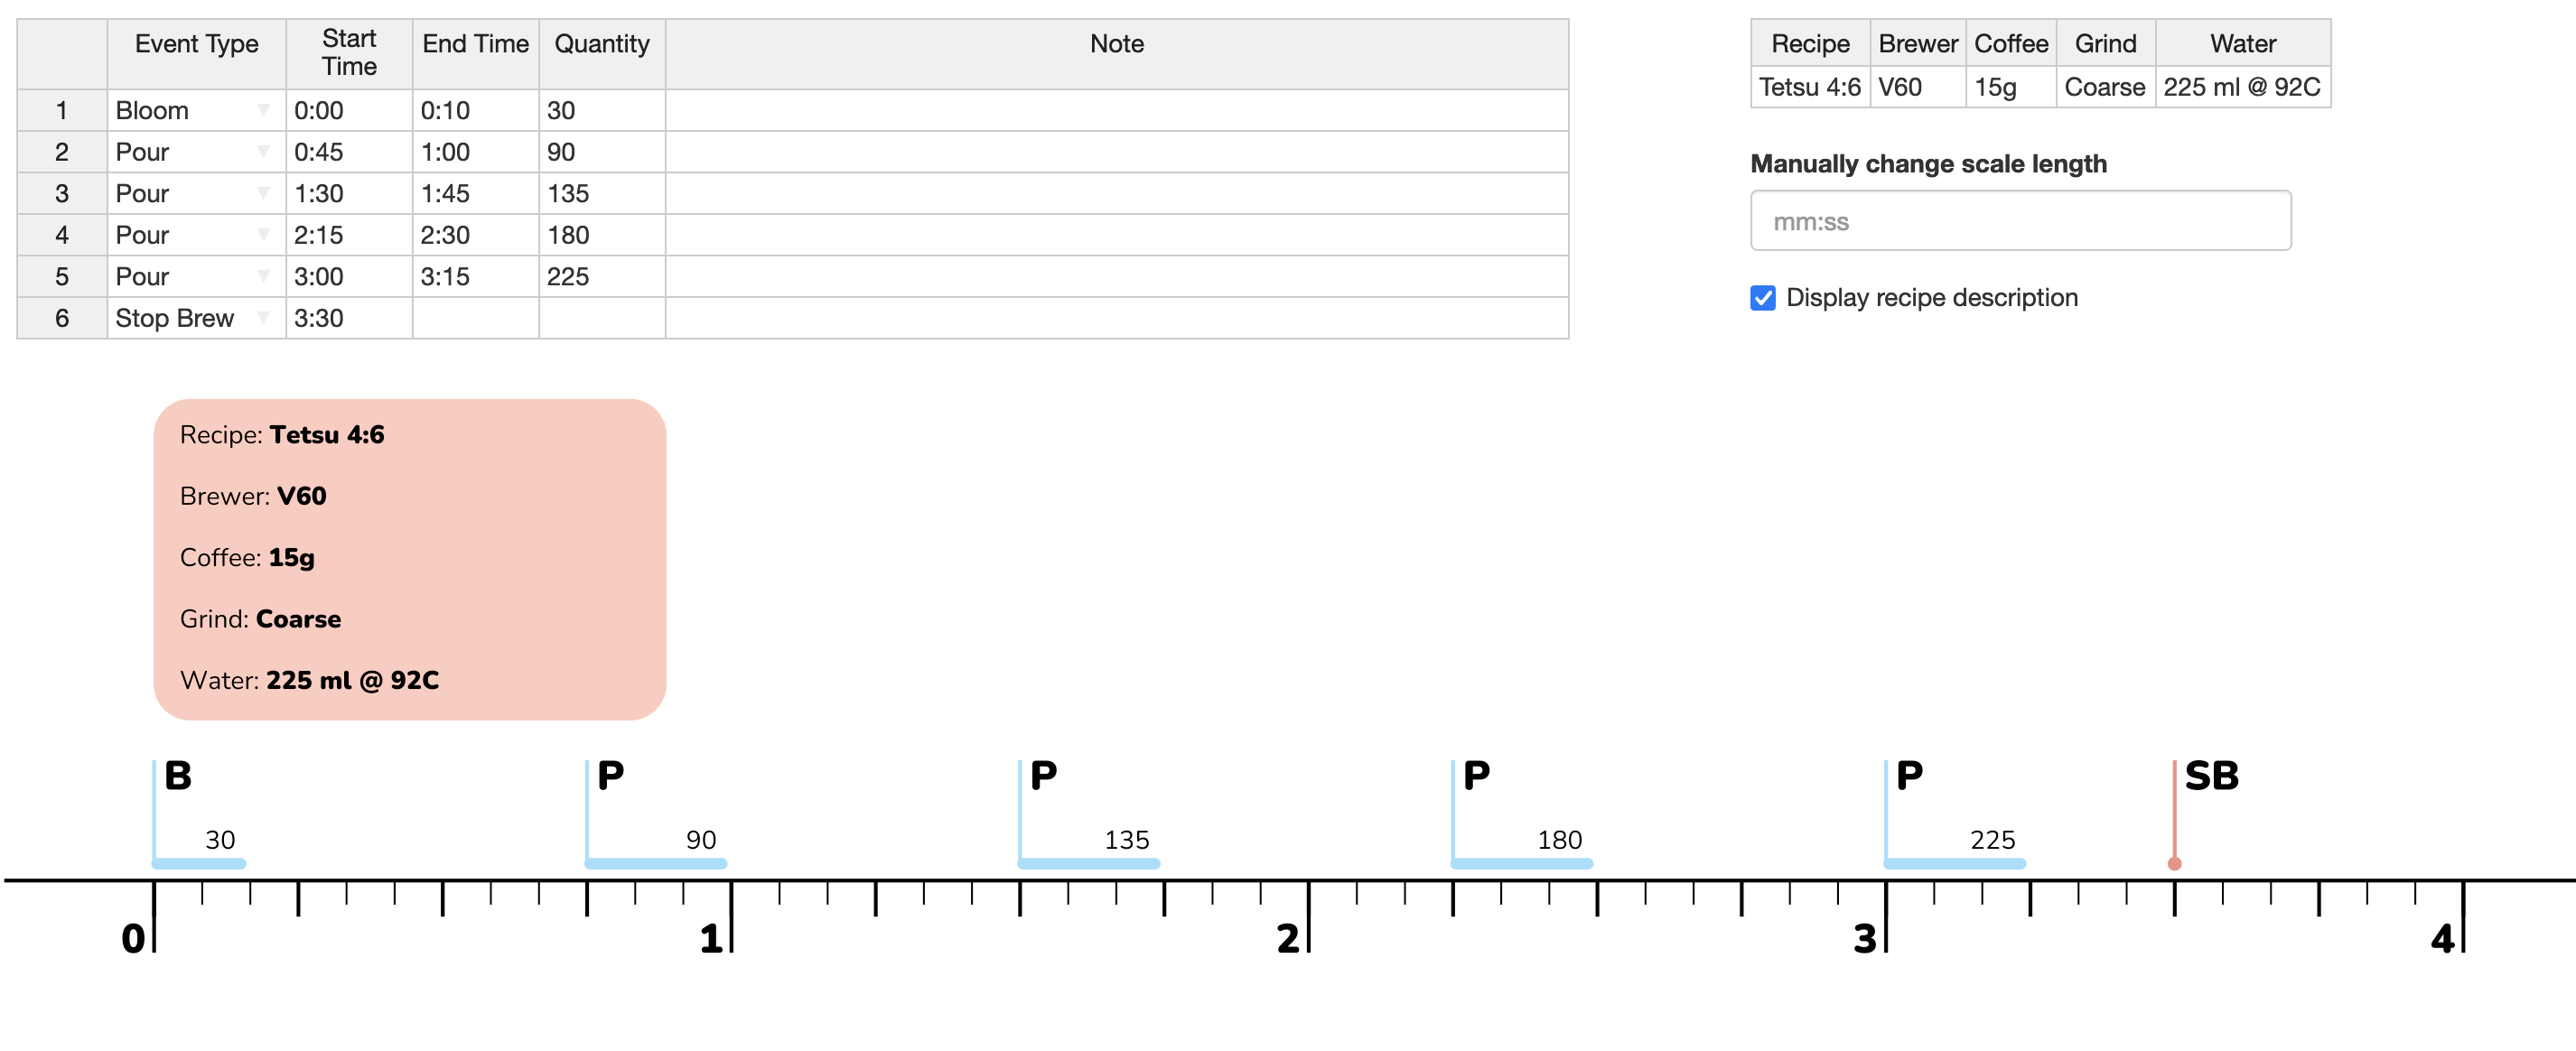 Event Type Start Time End Time Quantity Note
1 Bloom 0:00 0:10 30
2 Pour 0:45 1:00 90
3 Pour 1:30 1:45 135
4 Pour 2:15 2:30 180
5 Pour 3:00 3:15 225
6 Stop Brew 3:30
Recipe Brewer Coffee Grind Water
Tetsu 4:6 V60 15g Coarse 225 ml @ 92C
Manually change scale length
mm:ss
Display recipe description
Recipe: Tetsu 4:6
Brewer: V60
Coffee: 15g
Grind: Coarse
Water: 225 ml @ 92C
B P P P P SB
30 90 135 180 225
0 1 2 3 4